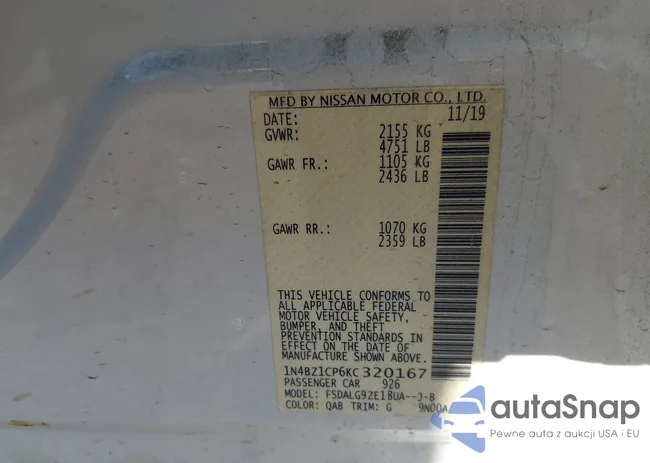 MFD BY NISSAN MOTOR CO., LTD.
DATE: 11/19
GVWR: 2155 KG
4751 LB
GAWR FR.: 1105 KG
2436 LB
GAWR RR.: 1070 KG
2359 LB
THIS VEHICLE CONFORMS TO
ALL APPLICABLE FEDERAL
MOTOR VEHICLE SAFETY,
BUMPER, AND THEFT
PREVENTION STANDARDS IN
EFFECT ON THE DATE OF
MANUFACTURE SHOWN ABOVE.
1N4BZ1CP6KC320167
PASSENGER CAR 926
MODEL: FSDALG9ZE18UA--J-B
COLOR: QAB TRIM: G 9N00A
autoSnap
Pewne auta z aukcji USA i EU